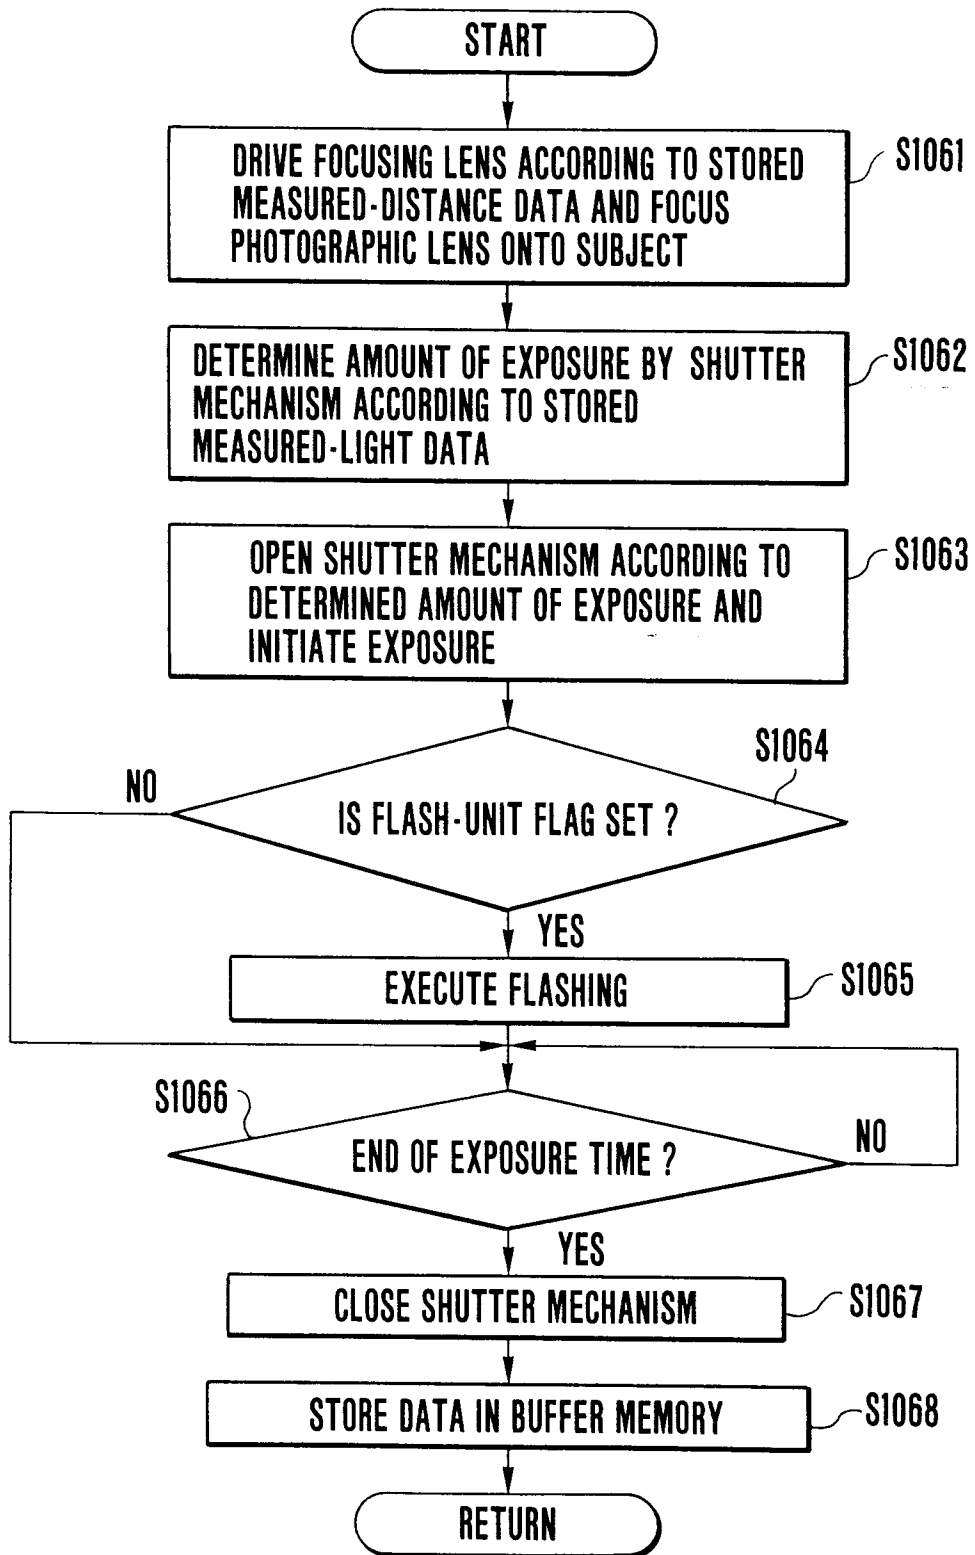 START
DRIVE FOCUSING LENS ACCORDING TO STORED
MEASURED-DISTANCE DATA AND FOCUS
PHOTOGRAPHIC LENS ONTO SUBJECT
S1061
DETERMINE AMOUNT OF EXPOSURE BY SHUTTER
MECHANISM ACCORDING TO STORED
MEASURED-LIGHT DATA
S1062
OPEN SHUTTER MECHANISM ACCORDING TO
DETERMINED AMOUNT OF EXPOSURE AND
INITIATE EXPOSURE
S1063
S1064
NO
IS FLASH-UNIT FLAG SET ?
YES
EXECUTE FLASHING
S1065
S1066
END OF EXPOSURE TIME ?
NO
YES
CLOSE SHUTTER MECHANISM
S1067
STORE DATA IN BUFFER MEMORY
S1068
RETURN